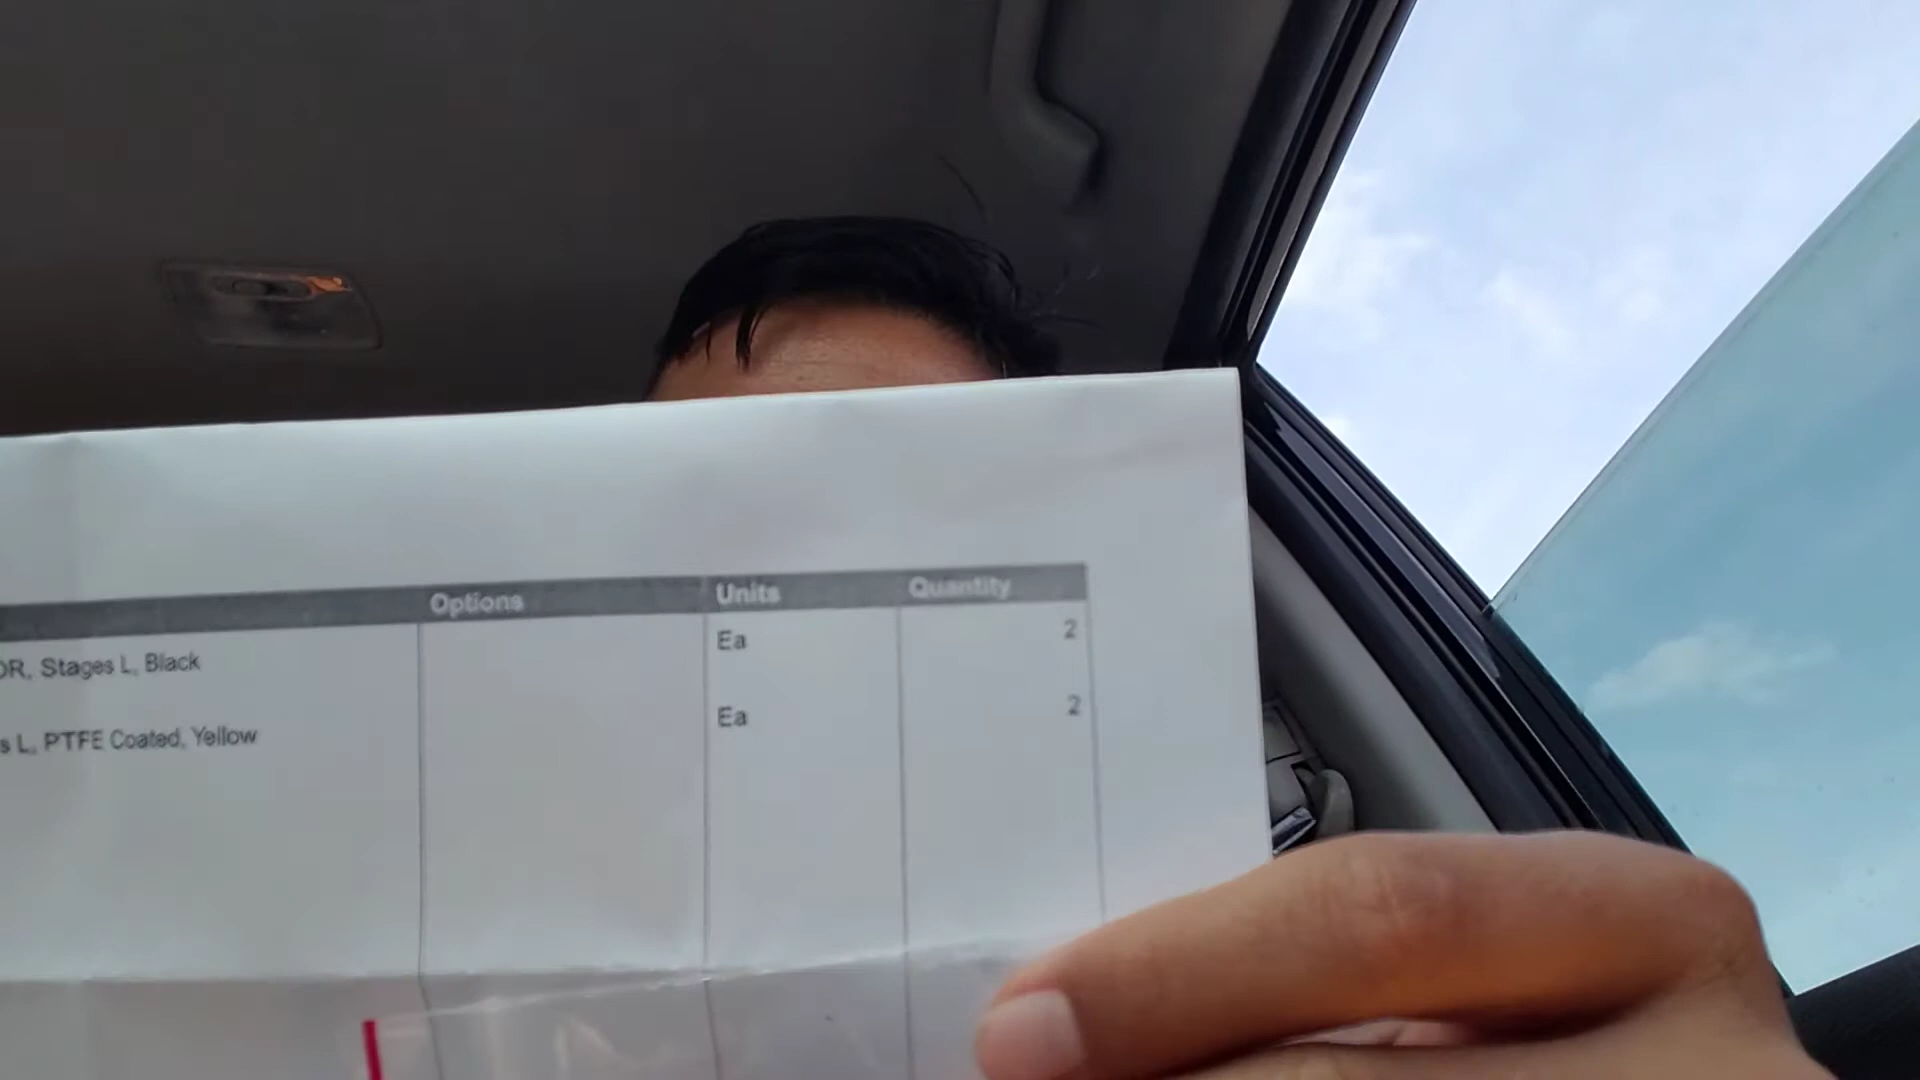 Options Units Quantity
OR, Stages L, Black Ea 2
s L, PTFE Coated, Yellow Ea 2